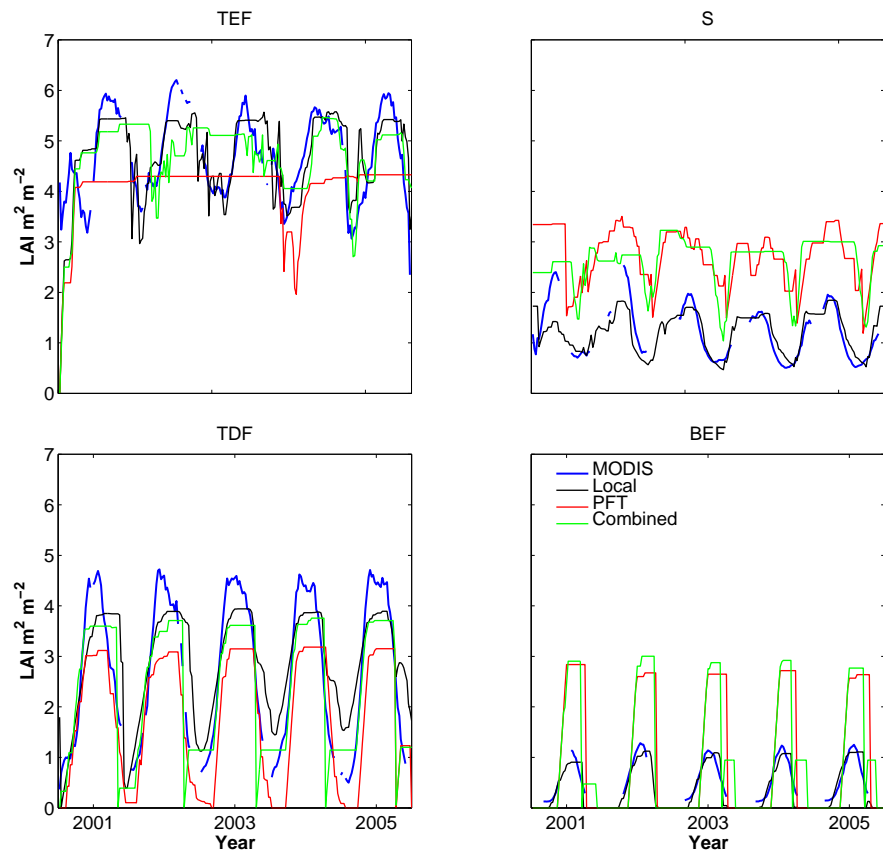 TEF
S
7
6
5
4
3
2
1
0
LAI m² m⁻²
TDF
BEF
7
6
5
4
3
2
1
0
LAI m² m⁻²
MODIS
Local
PFT
Combined
2001 2003 2005
Year
2001 2003 2005
Year